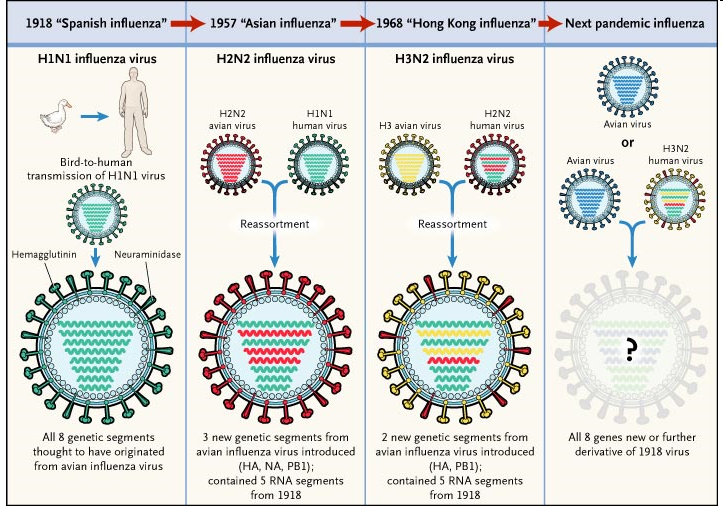 1918 “Spanish influenza”
1957 “Asian influenza”
1968 “Hong Kong influenza”
Next pandemic influenza
H1N1 influenza virus
Bird-to-human
transmission of H1N1 virus
Hemagglutinin
Neuraminidase
All 8 genetic segments
thought to have originated
from avian influenza virus
H2N2 influenza virus
H2N2
avian virus
H1N1
human virus
Reassortment
3 new genetic segments from
avian influenza virus introduced
(HA, NA, PB1);
contained 5 RNA segments
from 1918
H3N2 influenza virus
H3 avian virus
H2N2
human virus
Reassortment
2 new genetic segments from
avian influenza virus introduced
(HA, PB1);
contained 5 RNA segments
from 1918
Avian virus
or
Avian virus
H3N2
human virus
?
All 8 genes new or further
derivative of 1918 virus